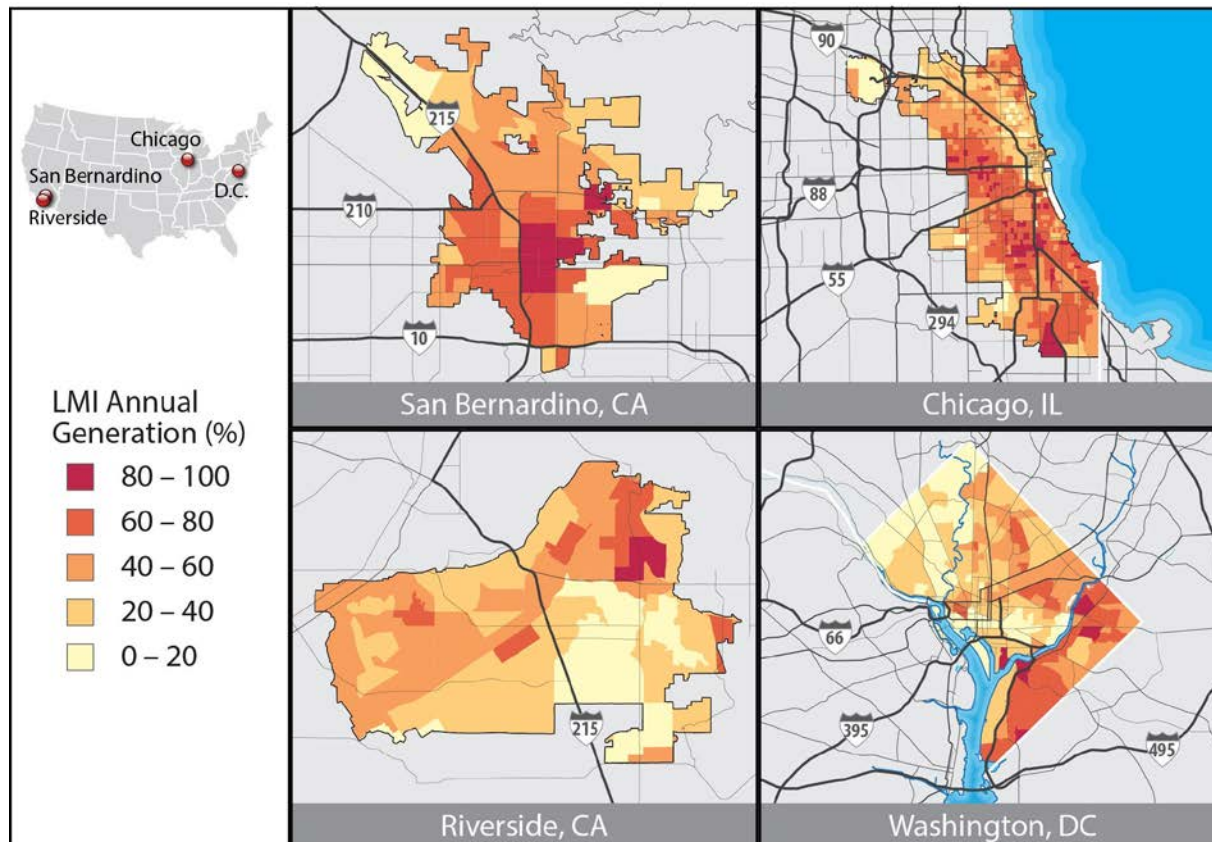 Chicago
San Bernardino
D.C.
Riverside
LMI Annual
Generation (%)
80 – 100
60 – 80
40 – 60
20 – 40
0 – 20
215
210
10
San Bernardino, CA
90
88
55
294
Chicago, IL
215
Riverside, CA
66
395
495
Washington, DC